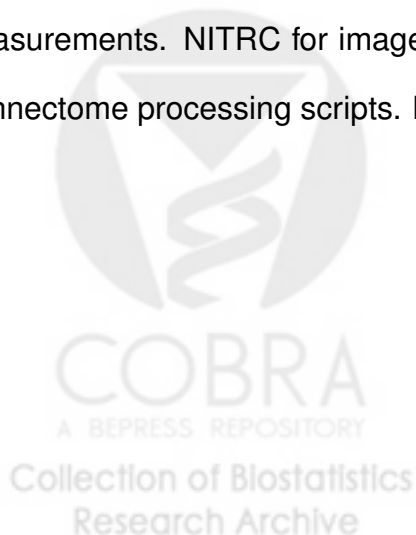 asurements. NITRC for image
nnectome processing scripts.
COBRA
A BEPRESS REPOSITORY
Collection of Biostatistics
Research Archive